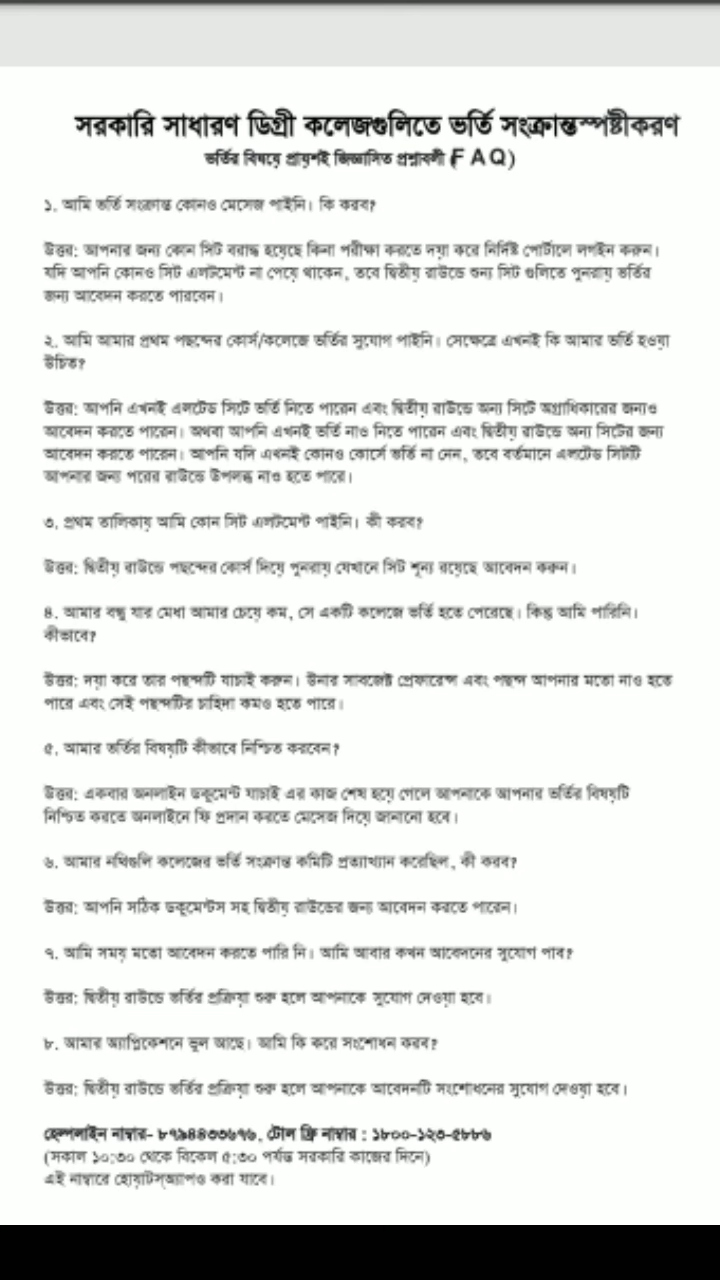 সরকারি সাধারণ ডিগ্রী কলেজগুলিতে ভর্তি সংক্রান্তস্পষ্টীকরণ
ভর্তির বিষয়ে প্রায়শই জিজ্ঞাসিত প্রশ্নাবলী (F A Q)
১. আমি ভর্তি সংক্রান্ত কোনও মেসেজ পাইনি। কি করব?
উত্তর: আপনার জন্য কোন সিট বরাদ্ধ হয়েছে কিনা পরীক্ষা করতে দয়া করে নির্দিষ্ট পোর্টালে লগইন করুন।
যদি আপনি কোনও সিট এলটমেন্ট না পেয়ে থাকেন, তবে দ্বিতীয় রাউন্ডে শুন্য সিট গুলিতে পুনরায় ভর্তির
জন্য আবেদন করতে পারবেন।
২. আমি আমার প্রথম পছন্দের কোর্স/কলেজে ভর্তির সুযোগ পাইনি। সেক্ষেত্রে এখনই কি আমার ভর্তি হওয়া
উচিত?
উত্তর: আপনি এখনই এলটেড সিটে ভর্তি নিতে পারেন এবং দ্বিতীয় রাউন্ডে অন্য সিটে অগ্রাধিকারের জন্যও
আবেদন করতে পারেন। অথবা আপনি এখনই ভর্তি নাও নিতে পারেন এবং দ্বিতীয় রাউন্ডে অন্য সিটের জন্য
আবেদন করতে পারেন। আপনি যদি এখনই কোনও কোর্সে ভর্তি না নেন, তবে বর্তমানে এলটেড সিটটি
আপনার জন্য পরের রাউন্ডে উপলব্ধ নাও হতে পারে।
৩. প্রথম তালিকায় আমি কোন সিট এলটমেন্ট পাইনি। কী করব?
উত্তর: দ্বিতীয় রাউন্ডে পছন্দের কোর্স দিয়ে পুনরায় যেখানে সিট শূন্য রয়েছে আবেদন করুন।
৪. আমার বন্ধু যার মেধা আমার চেয়ে কম, সে একটি কলেজে ভর্তি হতে পেরেছে। কিন্তু আমি পারিনি।
কীভাবে?
উত্তর: দয়া করে তার পছন্দটি যাচাই করুন। উনার সাবজেক্ট প্রেফারেন্স এবং পছন্দ আপনার মতো নাও হতে
পারে এবং সেই পছন্দটির চাহিদা কমও হতে পারে।
৫. আমার ভর্তির বিষয়টি কীভাবে নিশ্চিত করবেন?
উত্তর: একবার অনলাইন ডকুমেন্ট যাচাই এর কাজ শেষ হয়ে গেলে আপনাকে আপনার ভর্তির বিষয়টি
নিশ্চিত করতে অনলাইনে ফি প্রদান করতে মেসেজ দিয়ে জানানো হবে।
৬. আমার নথিগুলি কলেজের ভর্তি সংক্রান্ত কমিটি প্রত্যাখ্যান করেছিল, কী করব?
উত্তর: আপনি সঠিক ডকুমেন্টস সহ দ্বিতীয় রাউন্ডের জন্য আবেদন করতে পারেন।
৭. আমি সময় মতো আবেদন করতে পারি নি। আমি আবার কখন আবেদনের সুযোগ পাব?
উত্তর: দ্বিতীয় রাউন্ডে ভর্তির প্রক্রিয়া শুরু হলে আপনাকে সুযোগ দেওয়া হবে।
৮. আমার অ্যাপ্লিকেশনে ভুল আছে। আমি কি করে সংশোধন করব?
উত্তর: দ্বিতীয় রাউন্ডে ভর্তির প্রক্রিয়া শুরু হলে আপনাকে আবেদনটি সংশোধনের সুযোগ দেওয়া হবে।
হেল্পলাইন নাম্বার- ৮৭৯৪৪৩৩৬৭৬, টোল ফ্রি নাম্বার : ১৮০০-১২৩-৫৮৮৬
(সকাল ১০:৩০ থেকে বিকেল ৫:৩০ পর্যন্ত সরকারি কাজের দিনে)
এই নাম্বারে হোয়াটস্অ্যাপও করা যাবে।